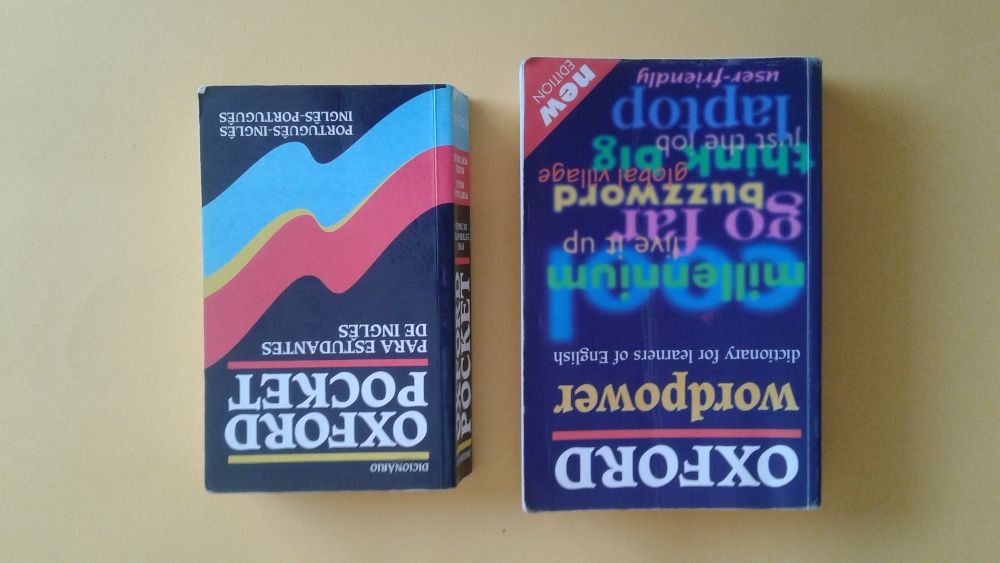 OXFORD
wordpower
dictionary for learners of English
cool
millennium
live it up
go far
buzzword
global village
think big
just the job
laptop
user-friendly
new
EDITION
DICIONÁRIO
OXFORD
POCKET
PARA ESTUDANTES
DE INGLÊS
PORTUGUÊS-INGLÊS
INGLÊS-PORTUGUÊS
OXFORD
POCKET